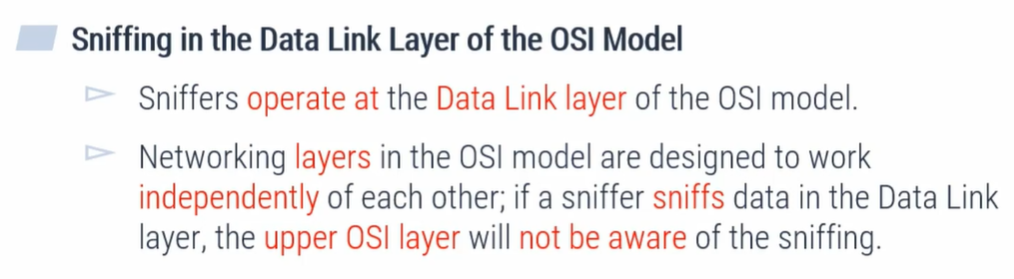 Sniffing in the Data Link Layer of the OSI Model
Sniffers operate at the Data Link layer of the OSI model.
Networking layers in the OSI model are designed to work
independently of each other; if a sniffer sniffs data in the Data Link
layer, the upper OSI layer will not be aware of the sniffing.